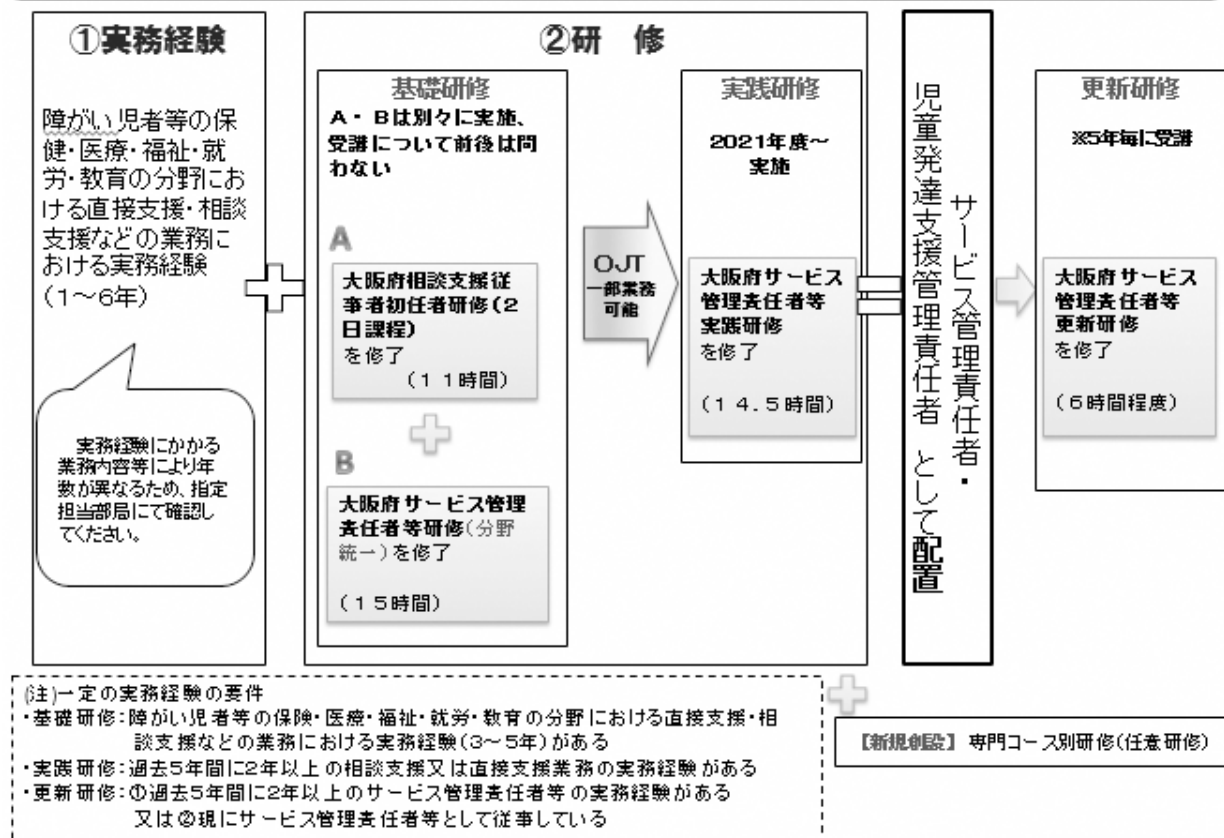 ①実務経験
障がい児者等の保
健・医療・福祉・就
労・教育の分野にお
ける直接支援・相談
支援などの業務に
おける実務経験
(1～6年)
実務経験にかかる
業務内容等により年
数が異なるため、指定
担当部局にて確認し
てください。
②研　修
基礎研修
A・Bは別々に実施、
受講について前後は問
わない
A
大阪府相談支援従
事者初任者研修(2
日課程)
を修了
(11時間)
B
大阪府サービス管理
責任者等研修(分野
統一)を修了
(15時間)
OJT
一部業務
可能
実践研修
2021年度～
実施
大阪府サービス
管理責任者等
実践研修
を修了
(14.5時間)
サービス管理責任者・
児童発達支援管理責任者　として配置
更新研修
※5年毎に受講
大阪府サービス
管理責任者等
更新研修
を修了
(6時間程度)
(注)一定の実務経験の要件
・基礎研修:障がい児者等の保険・医療・福祉・就労・教育の分野における直接支援・相
談支援などの業務における実務経験(3～5年)がある
・実践研修:過去5年間に2年以上の相談支援又は直接支援業務の実務経験がある
・更新研修:①過去5年間に2年以上のサービス管理責任者等の実務経験がある
又は②現にサービス管理責任者等として従事している
【新規創設】専門コース別研修(任意研修)